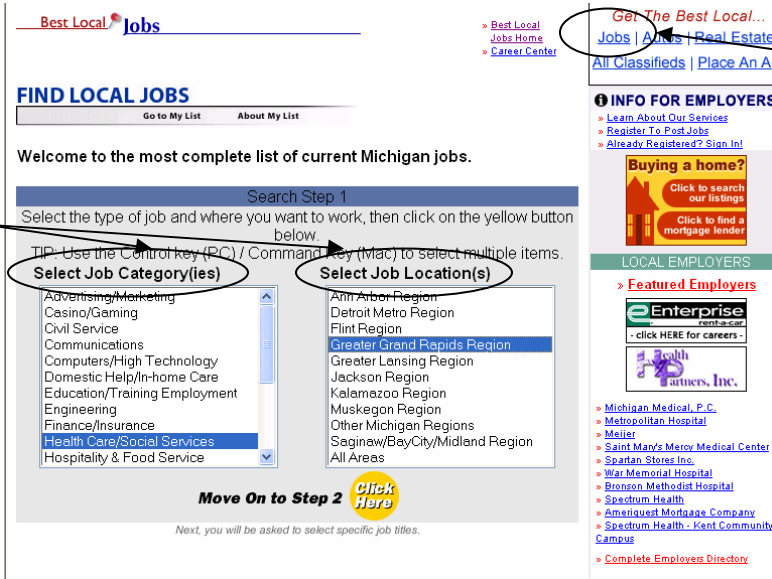 Best Local Jobs
» Best Local
Jobs Home
» Career Center
FIND LOCAL JOBS
Go to My List About My List
Welcome to the most complete list of current Michigan jobs.
Search Step 1
Select the type of job and where you want to work, then click on the yellow button
below.
TIP: Use the Control key (PC) / Command Key (Mac) to select multiple items.
Select Job Category(ies)
Advertising/Marketing
Casino/Gaming
Civil Service
Communications
Computers/High Technology
Domestic Help/In-home Care
Education/Training Employment
Engineering
Finance/Insurance
Health Care/Social Services
Hospitality & Food Service
Select Job Location(s)
Ann Arbor Region
Detroit Metro Region
Flint Region
Greater Grand Rapids Region
Greater Lansing Region
Jackson Region
Kalamazoo Region
Muskegon Region
Other Michigan Regions
Saginaw/BayCity/Midland Region
All Areas
Move On to Step 2 Click Here
Next, you will be asked to select specific job titles.
Get The Best Local...
Jobs | Autos | Real Estate
All Classifieds | Place An A
INFO FOR EMPLOYERS
» Learn About Our Services
» Register To Post Jobs
» Already Registered? Sign In!
Buying a home?
Click to search
our listings
Click to find a
mortgage lender
LOCAL EMPLOYERS
» Featured Employers
Enterprise
rent-a-car
- click HERE for careers -
Health
Partners, Inc.
» Michigan Medical, P.C.
» Metropolitan Hospital
» Meijer
» Saint Mary's Mercy Medical Center
» Spartan Stores Inc.
» War Memorial Hospital
» Bronson Methodist Hospital
» Spectrum Health
» Ameriquest Mortgage Company
» Spectrum Health - Kent Community
Campus
» Complete Employers Directory